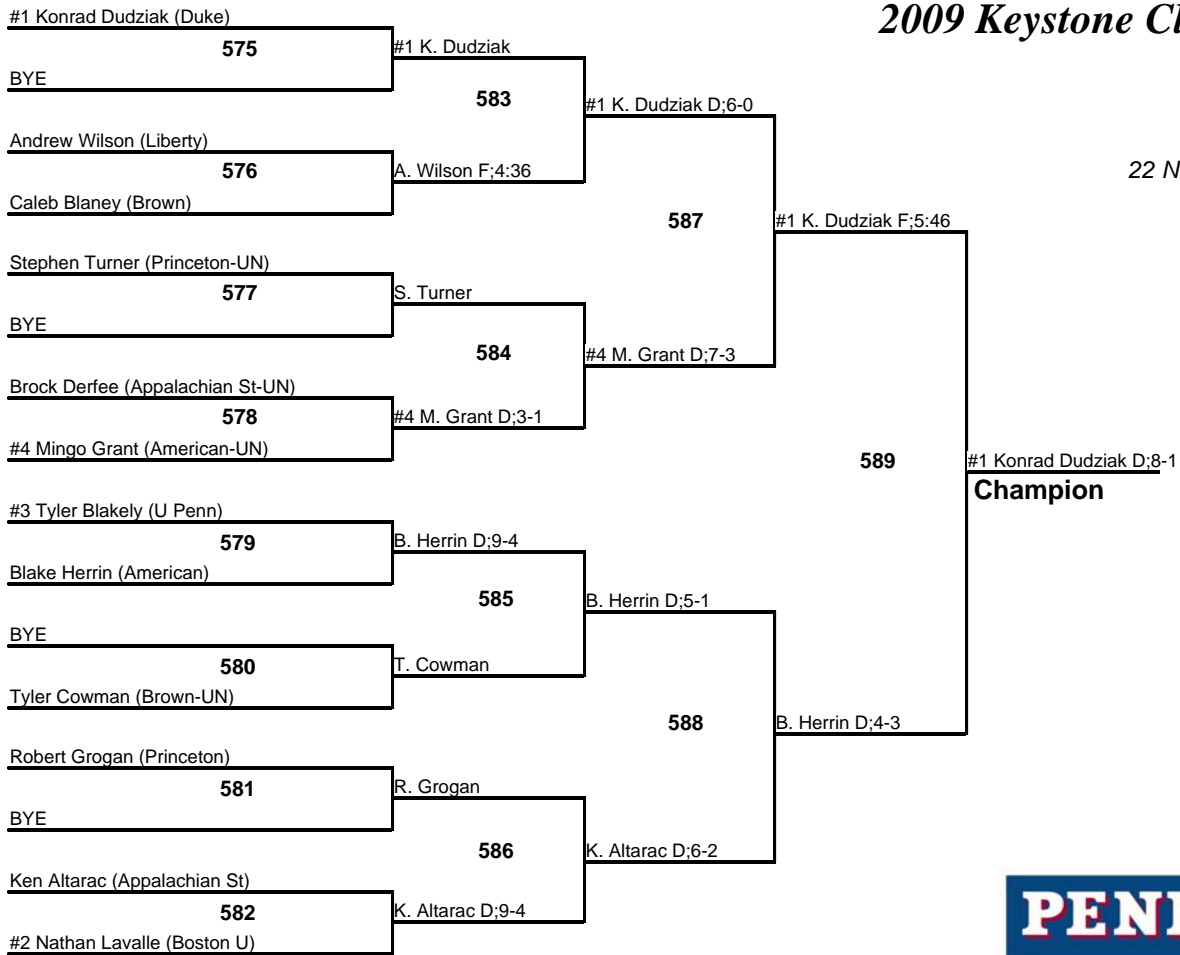 2009 Keystone Cl
22 N
#1 Konrad Dudziak (Duke)
575
BYE
#1 K. Dudziak
583
Andrew Wilson (Liberty)
576
Caleb Blaney (Brown)
A. Wilson F;4:36
#1 K. Dudziak D;6-0
587
Stephen Turner (Princeton-UN)
577
BYE
S. Turner
584
Brock Derfee (Appalachian St-UN)
578
#4 Mingo Grant (American-UN)
#4 M. Grant D;3-1
#4 M. Grant D;7-3
#1 K. Dudziak F;5:46
589
#1 Konrad Dudziak D;8-1
Champion
#3 Tyler Blakely (U Penn)
579
Blake Herrin (American)
B. Herrin D;9-4
585
BYE
580
Tyler Cowman (Brown-UN)
T. Cowman
B. Herrin D;5-1
588
B. Herrin D;4-3
Robert Grogan (Princeton)
581
BYE
R. Grogan
586
Ken Altarac (Appalachian St)
582
#2 Nathan Lavalle (Boston U)
K. Altarac D;9-4
K. Altarac D;6-2
PEN